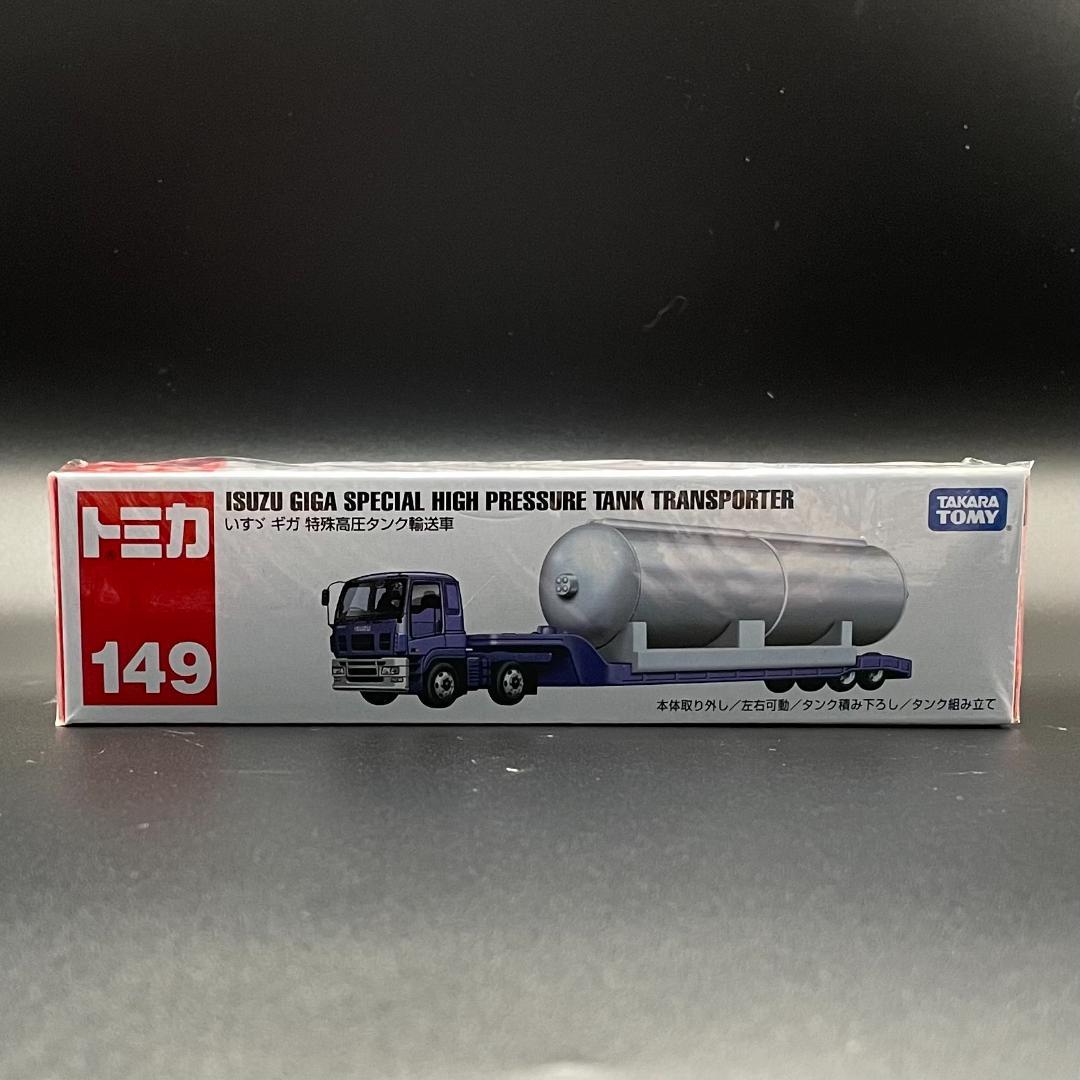 トミカ
149
ISUZU GIGA SPECIAL HIGH PRESSURE TANK TRANSPORTER
いすゞ ギガ 特殊高圧タンク輸送車
TAKARA
TOMY
ISUZU
本体取り外し／左右可動／タンク積み下ろし／タンク組み立て